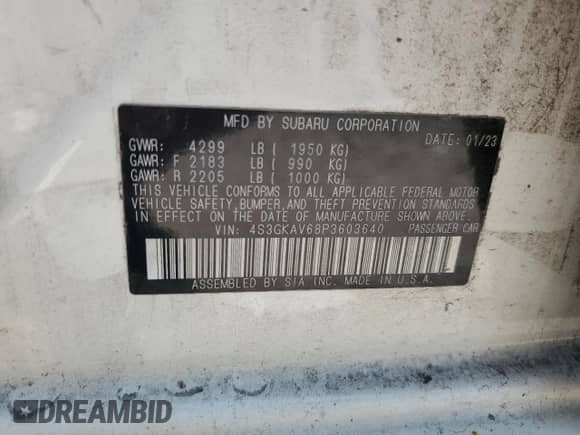 MFD BY SUBARU CORPORATION
DATE: 01/23
GVWR: 4299 LB ( 1950 KG)
GAWR: F 2183 LB ( 990 KG)
GAWR: R 2205 LB ( 1000 KG)
THIS VEHICLE CONFORMS TO ALL APPLICABLE FEDERAL MOTOR
VEHICLE SAFETY, BUMPER, AND THEFT PREVENTION STANDARDS
IN EFFECT ON THE DATE OF MANUFACTURE SHOWN ABOVE.
VIN: 4S3GKAV68P3603640 PASSENGER CAR
ASSEMBLED BY SIA INC. MADE IN U.S.A.
DREAMBID